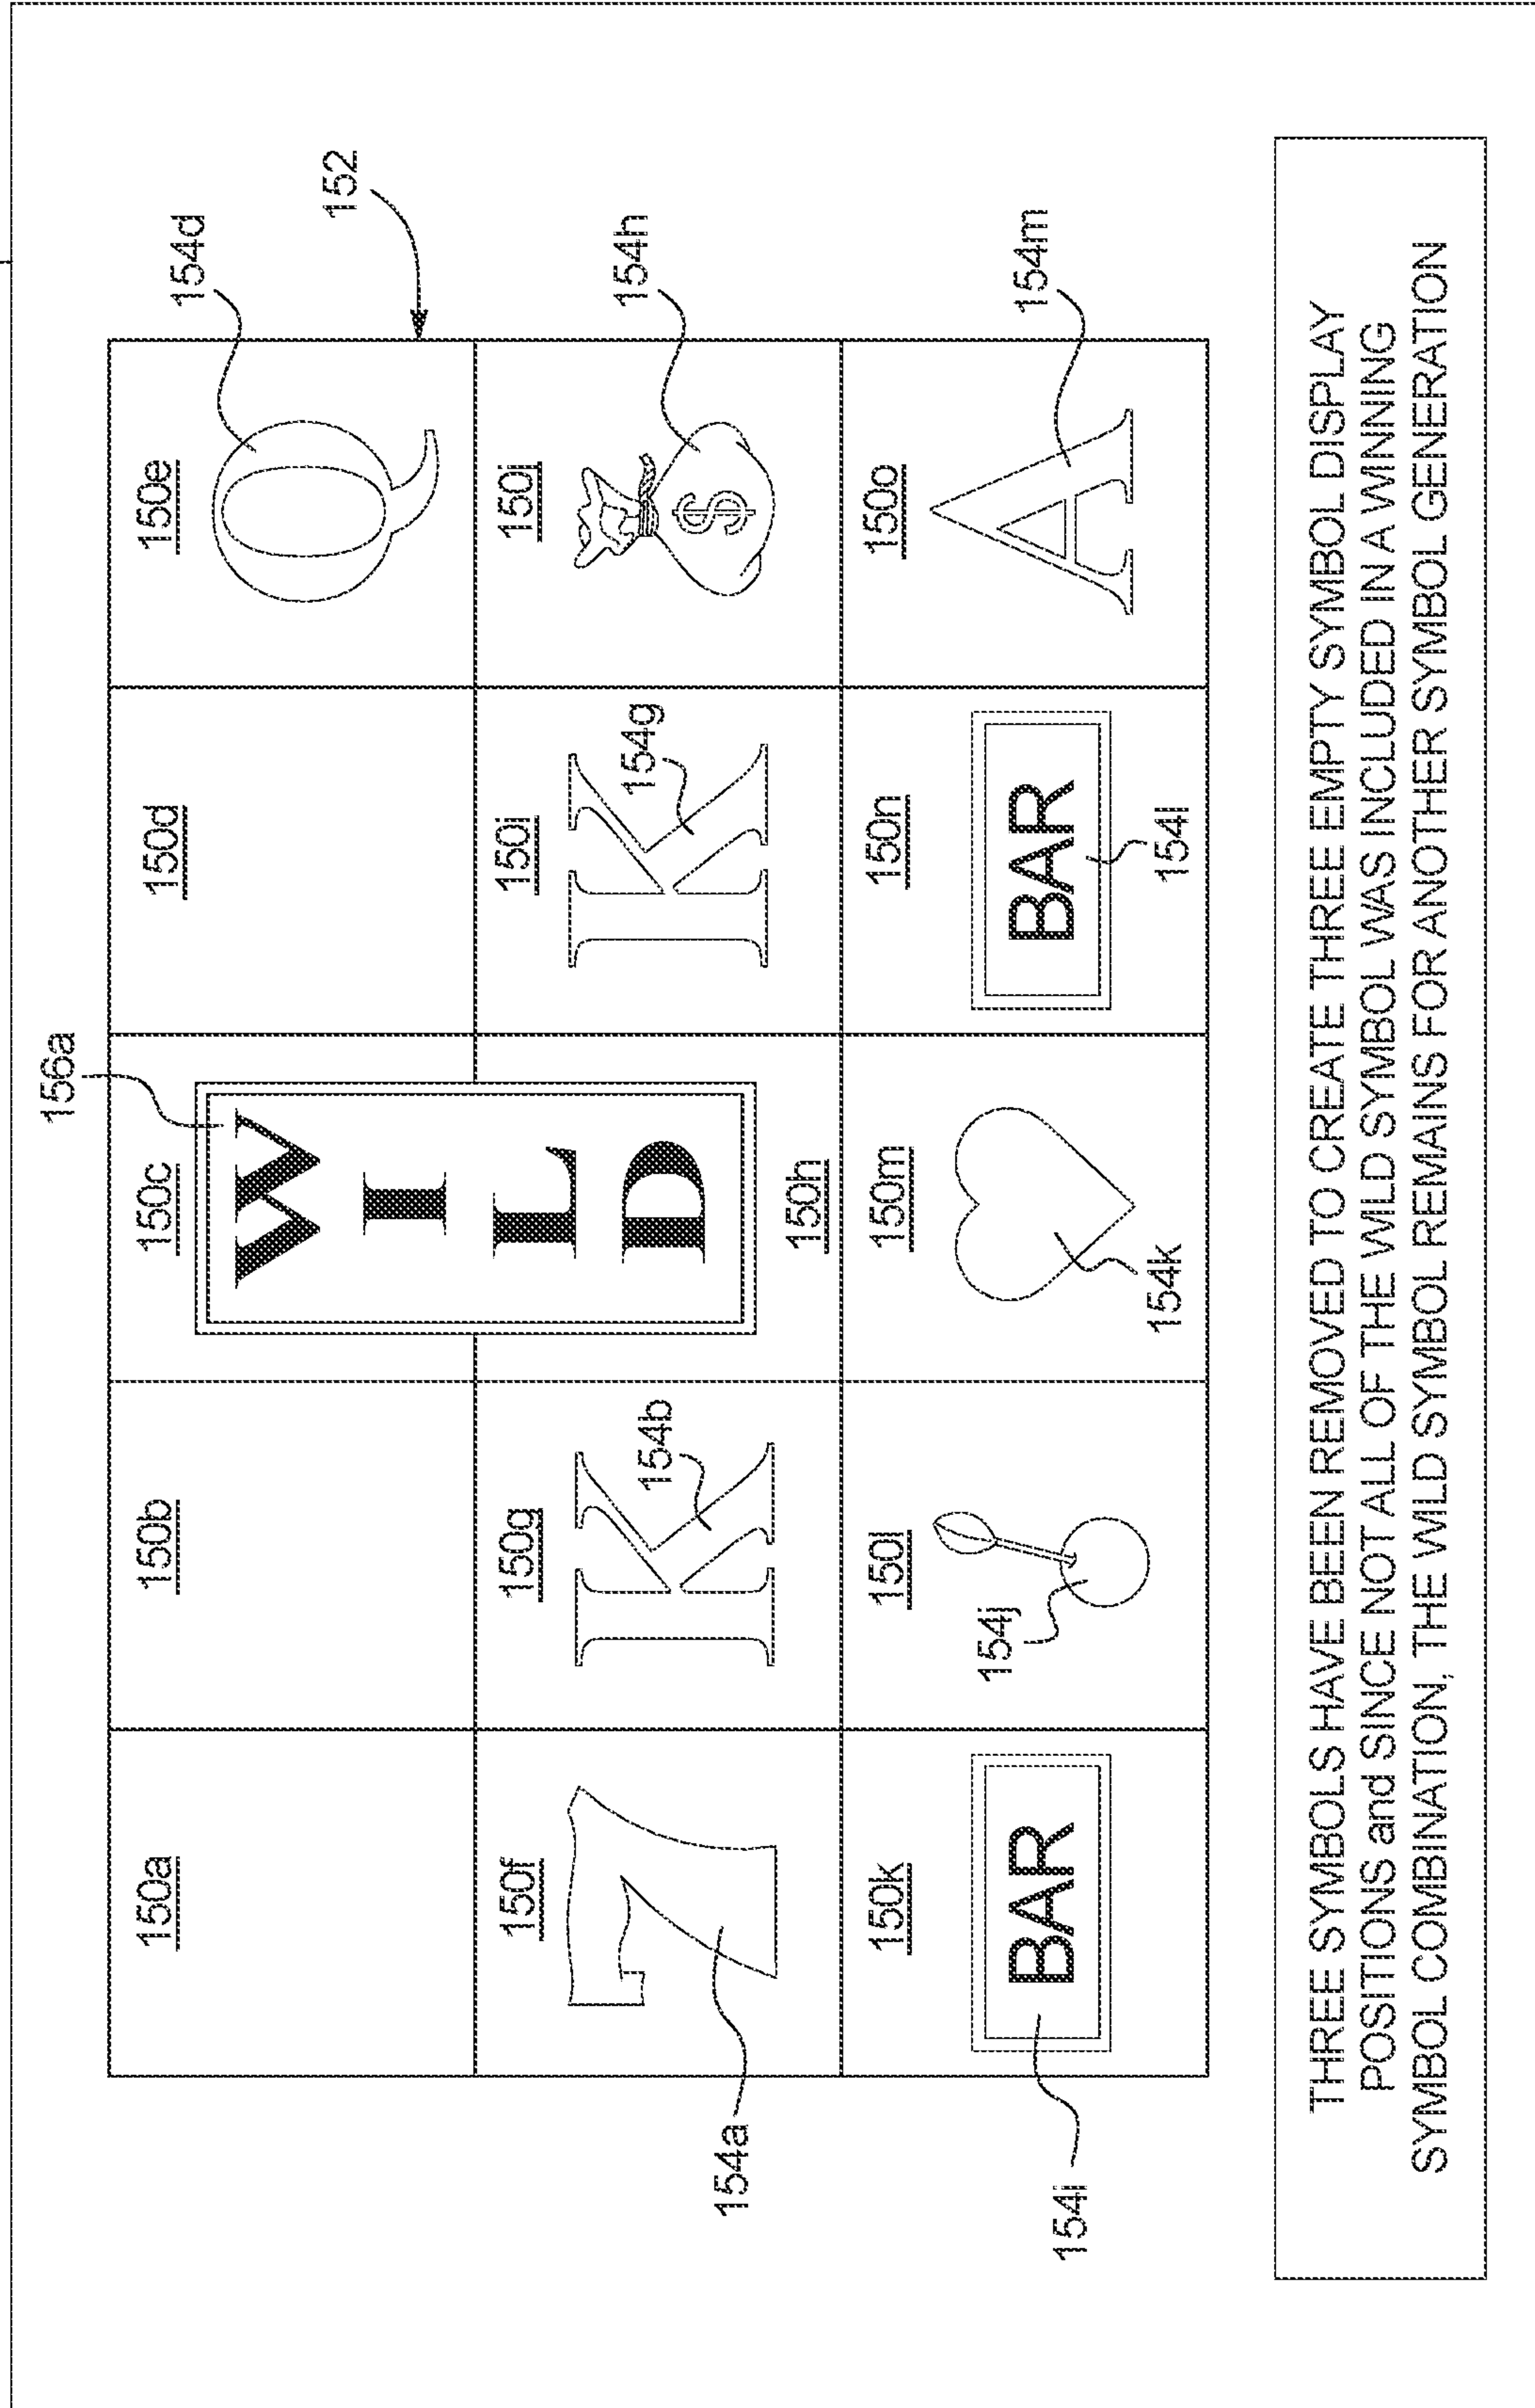 156a
150a
150b
150c
150d
150e
154d
152
W
I
L
D
150f
150g
154b
150h
150i
154g
150j
$
154h
7
K
K
Q
154a
150k
150l
150m
150n
150o
BAR
154j
BAR
A
154m
154i
154k
154l
THREE SYMBOLS HAVE BEEN REMOVED TO CREATE THREE EMPTY SYMBOL DISPLAY
POSITIONS and SINCE NOT ALL OF THE WILD SYMBOL WAS INCLUDED IN A WINNING
SYMBOL COMBINATION, THE WILD SYMBOL REMAINS FOR ANOTHER SYMBOL GENERATION